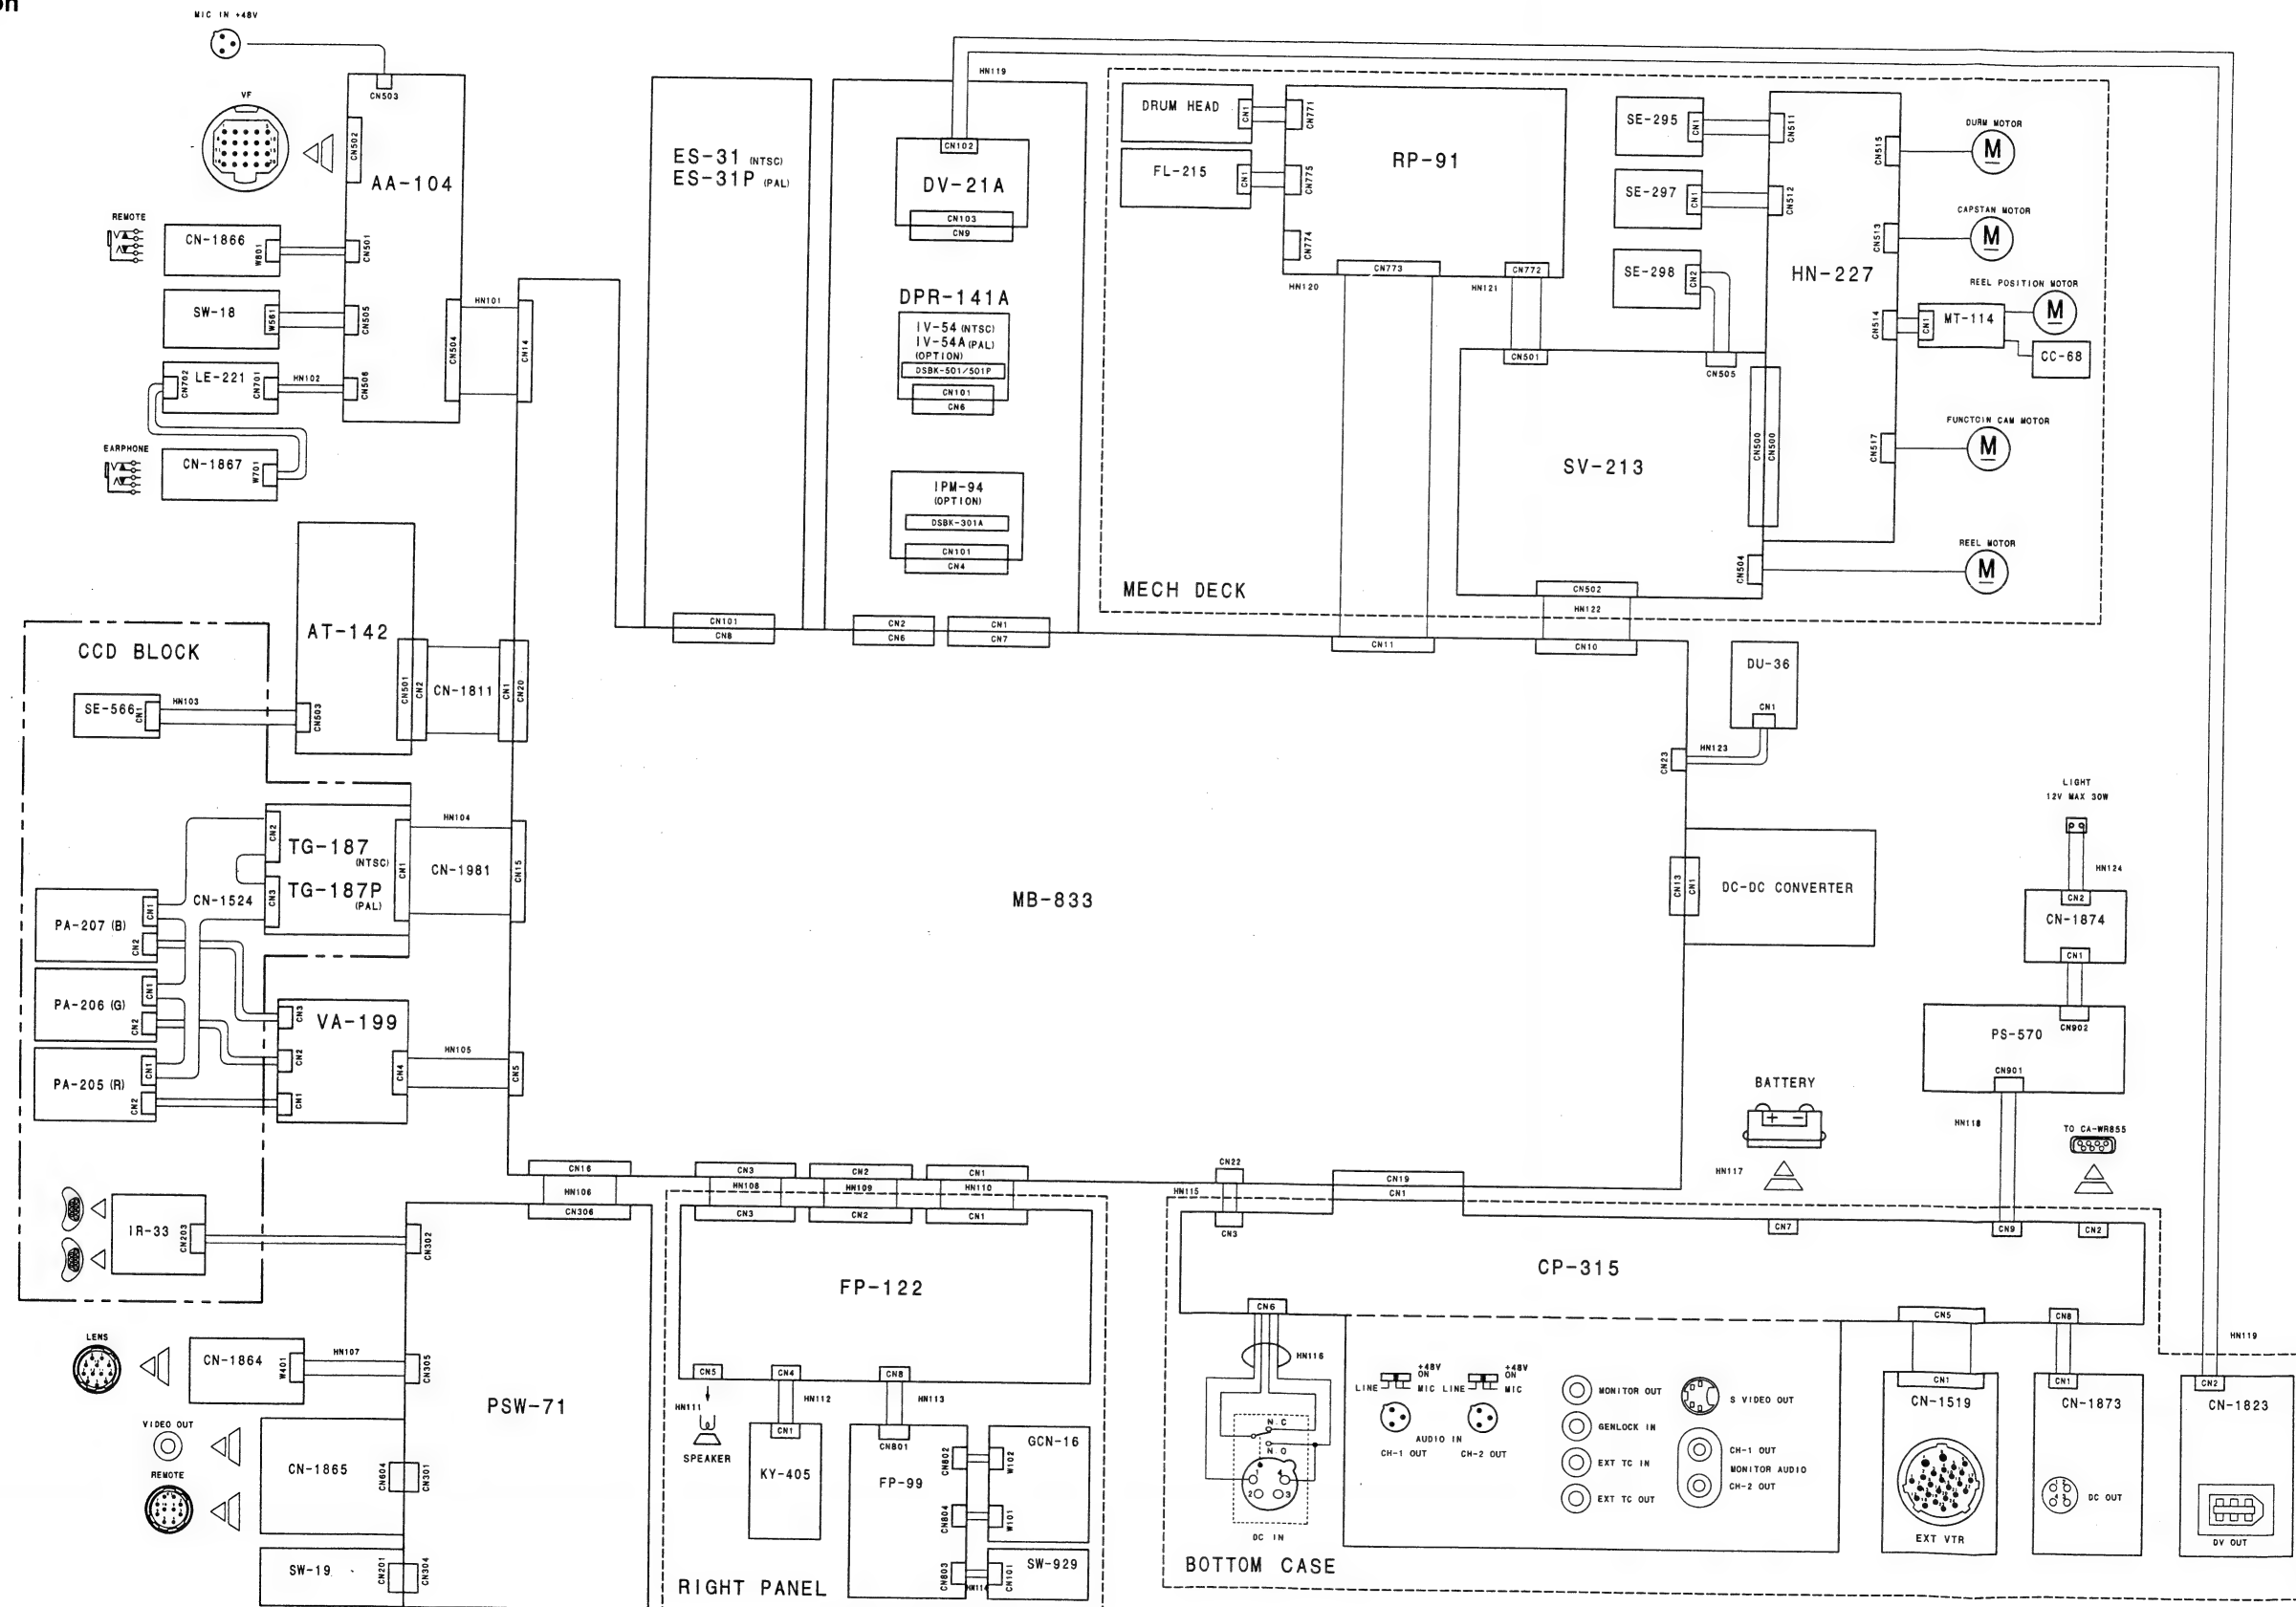 on
MIC IN +48V
CN503
VF
CN502
AA-104
REMOTE
CN-1866
W801
CN501
SW-18
W561
CN505
HN101
CN504
CN14
LE-221
CN702
CN701
HN102
CN506
EARPHONE
CN-1867
W701
ES-31 (NTSC)
ES-31P (PAL)
CN101
CN8
HN119
CN102
DV-21A
CN103
CN9
DPR-141A
IV-54 (NTSC)
IV-54A (PAL)
(OPTION)
DSBK-501/501P
CN101
CN6
IPM-94
(OPTION)
DSBK-301A
CN101
CN4
CN2
CN6
CN1
CN7
DRUM HEAD
CN1
CN771
FL-215
CN1
CN775
RP-91
CN774
CN773
CN772
HN120
HN121
SE-295
CN1
CN511
SE-297
CN1
CN512
SE-298
CN2
HN-227
CN515
DURM MOTOR
M
CN513
CAPSTAN MOTOR
M
REEL POSITION MOTOR
M
CN514
CN1
MT-114
CC-68
CN501
CN505
SV-213
CN500
CN500
CN517
FUNCTOIN CAM MOTOR
M
CN504
REEL MOTOR
M
CN502
HN122
MECH DECK
CN11
CN10
AT-142
CN501
CN2
CN-1811
CN1
CN20
CN503
CCD BLOCK
SE-566
CN1
HN103
DU-36
CN1
CN23
HN123
CN2
TG-187
(NTSC)
TG-187P
(PAL)
CN3
CN1
HN104
CN-1981
CN15
CN-1524
PA-207 (B)
CN1
CN2
PA-206 (G)
CN1
CN2
PA-205 (R)
CN1
CN2
VA-199
CN3
CN2
CN1
CN4
HN105
CN5
MB-833
CN13
CN1
DC-DC CONVERTER
LIGHT
12V MAX 30W
HN124
CN2
CN-1874
CN1
CN902
PS-570
CN901
HN118
BATTERY
+ −
HN117
TO CA-WR855
CN16
HN106
CN306
CN3
HN108
CN3
CN2
HN109
CN2
CN1
HN110
CN1
CN22
HN115
CN3
CN19
CN1
CN7
CN9
CN2
IR-33
CN203
CN302
LENS
CN-1864
W401
HN107
CN305
VIDEO OUT
REMOTE
CN-1865
CN604
CN301
SW-19
CN201
CN304
PSW-71
FP-122
CN5
CN4
CN8
HN111
SPEAKER
HN112
CN1
KY-405
HN113
CN801
FP-99
CN802
W102
GCN-16
CN804
W101
CN803
HN114
CN101
SW-929
RIGHT PANEL
CP-315
CN6
HN116
N.C
N O
1
4
2
3
DC IN
+48V
ON
LINE
MIC
+48V
ON
LINE
MIC
AUDIO IN
CH-1 OUT
CH-2 OUT
MONITOR OUT
GENLOCK IN
EXT TC IN
EXT TC OUT
S VIDEO OUT
CH-1 OUT
MONITOR AUDIO
CH-2 OUT
CN5
CN8
CN1
CN-1519
EXT VTR
CN1
CN-1873
DC OUT
HN119
CN2
CN-1823
DV OUT
BOTTOM CASE